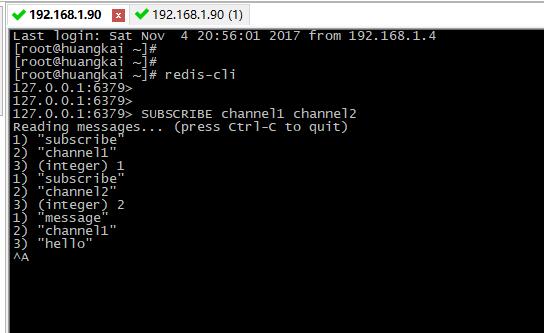 192.168.1.90 x 192.168.1.90 (1)
Last login: Sat Nov  4 20:56:01 2017 from 192.168.1.4
[root@huangkai ~]#
[root@huangkai ~]#
[root@huangkai ~]# redis-cli
127.0.0.1:6379>
127.0.0.1:6379>
127.0.0.1:6379> SUBSCRIBE channel1 channel2
Reading messages... (press Ctrl-C to quit)
1) "subscribe"
2) "channel1"
3) (integer) 1
1) "subscribe"
2) "channel2"
3) (integer) 2
1) "message"
2) "channel1"
3) "hello"
^A